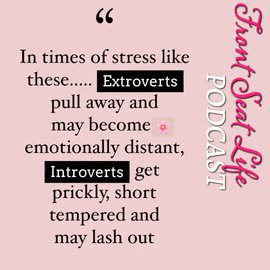 “
In times of stress like
these..... Extroverts
pull away and
may become
emotionally distant,
Introverts get
prickly, short
tempered and
may lash out
Front Seat Life
PODCAST